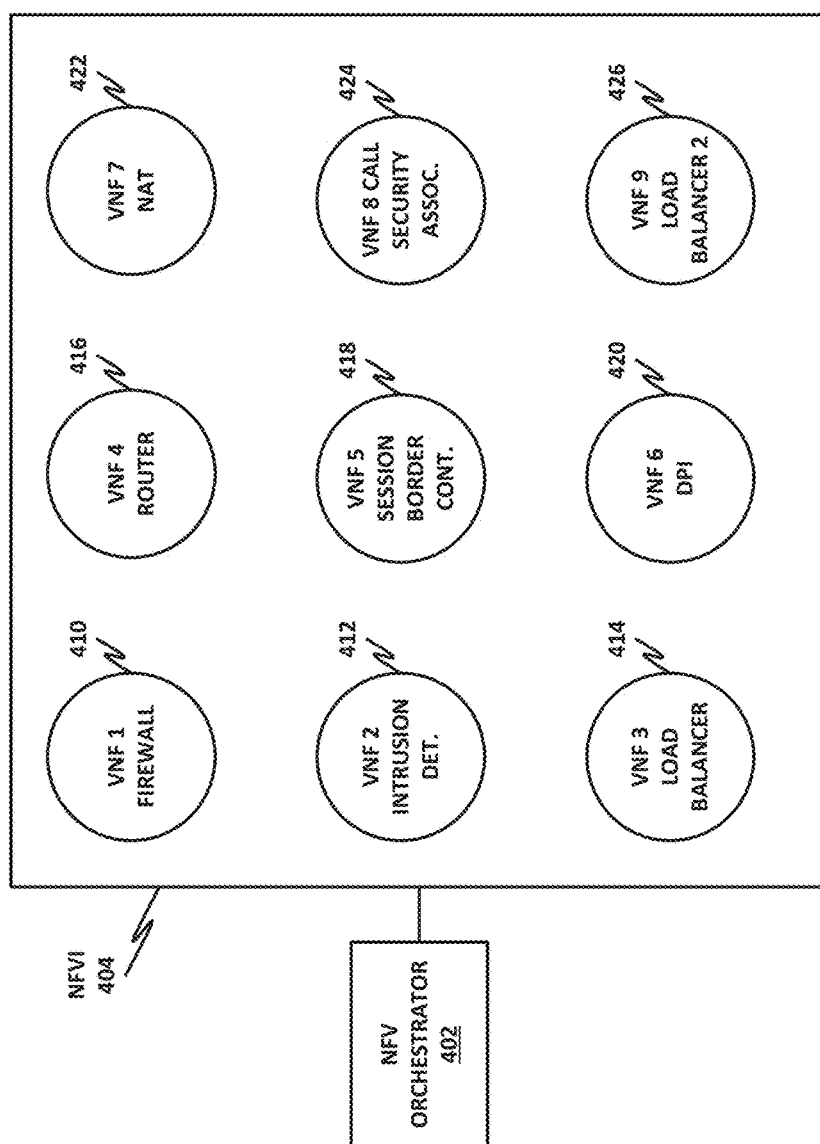 NFV
ORCHESTRATOR
402
NFVI
404
410
VNF 1
FIREWALL
416
VNF 4
ROUTER
422
VNF 7
NAT
412
VNF 2
INTRUSION
DET.
418
VNF 5
SESSION
BORDER
CONT.
424
VNF 8 CALL
SECURITY
ASSOC.
414
VNF 3
LOAD
BALANCER
420
VNF 6
DPI
426
VNF 9
LOAD
BALANCER 2